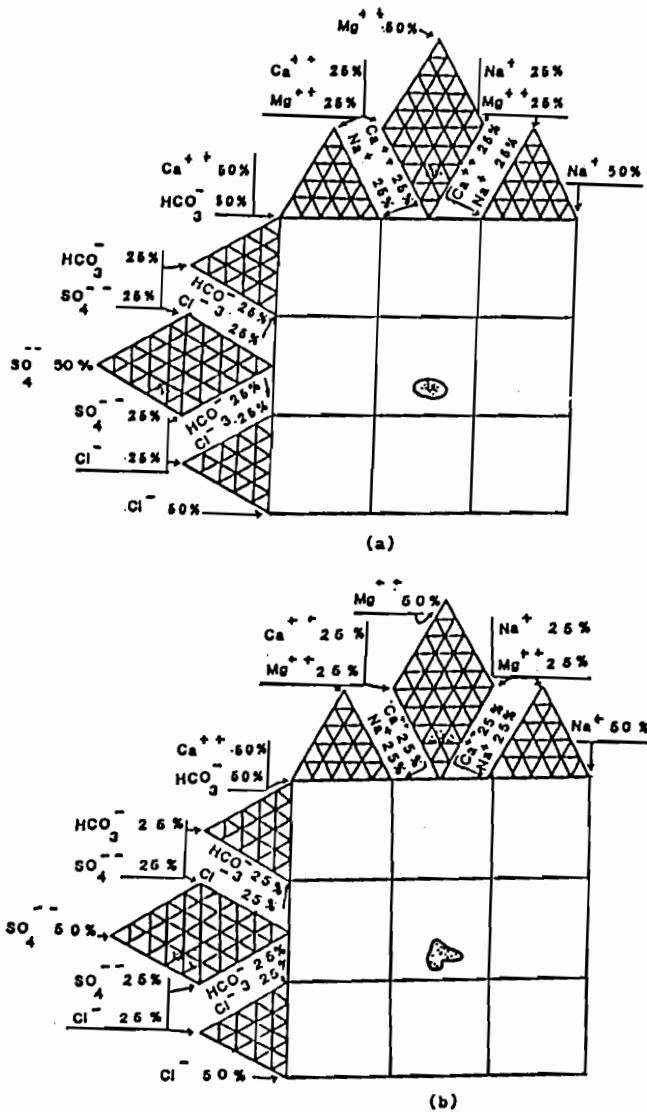 Mg++ 50%
Ca++ 25%
Mg++ 25%
Na+ 25%
Mg++ 25%
Ca++ 25%
Na+ 25%
Ca++ 25%
Na+ 25%
Ca++ 50%
HCO3- 50%
Na+ 50%
HCO3- 25%
SO4-- 25%
HCO3- 25%
Cl- 25%
SO4-- 50%
HCO3- 25%
Cl- 25%
SO4-- 25%
Cl- 25%
Cl- 50%
(a)
Mg++ 50%
Ca++ 25%
Mg++ 25%
Na+ 25%
Mg++ 25%
Ca++ 25%
Na+ 25%
Ca++ 25%
Na+ 25%
Ca++ 50%
HCO3- 50%
Na+ 50%
HCO3- 25%
SO4-- 25%
HCO3- 25%
Cl- 25%
SO4-- 50%
HCO3- 25%
Cl- 25%
SO4-- 25%
Cl- 25%
Cl- 50%
(b)